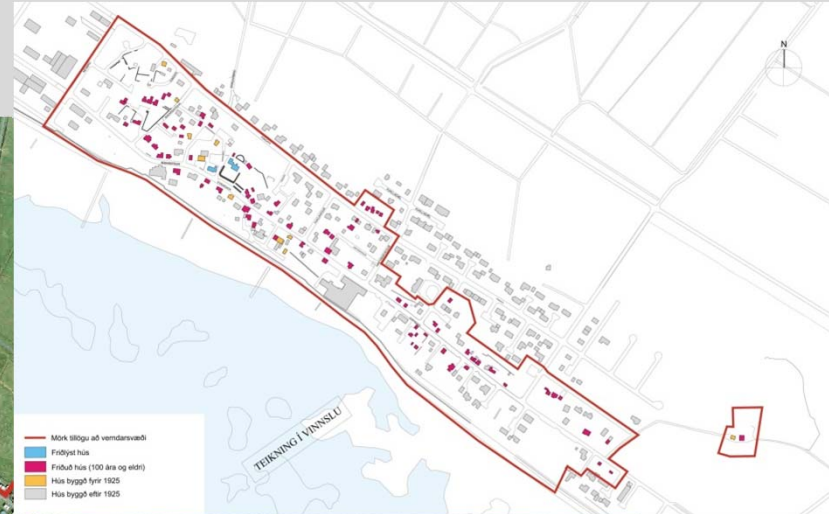 N
TEIKNING Í VINNSLU
Mörk tillögu að verndarsvæði
Friðlýst hús
Friðuð hús (100 ára og eldri)
Hús byggð fyrir 1925
Hús byggð eftir 1925